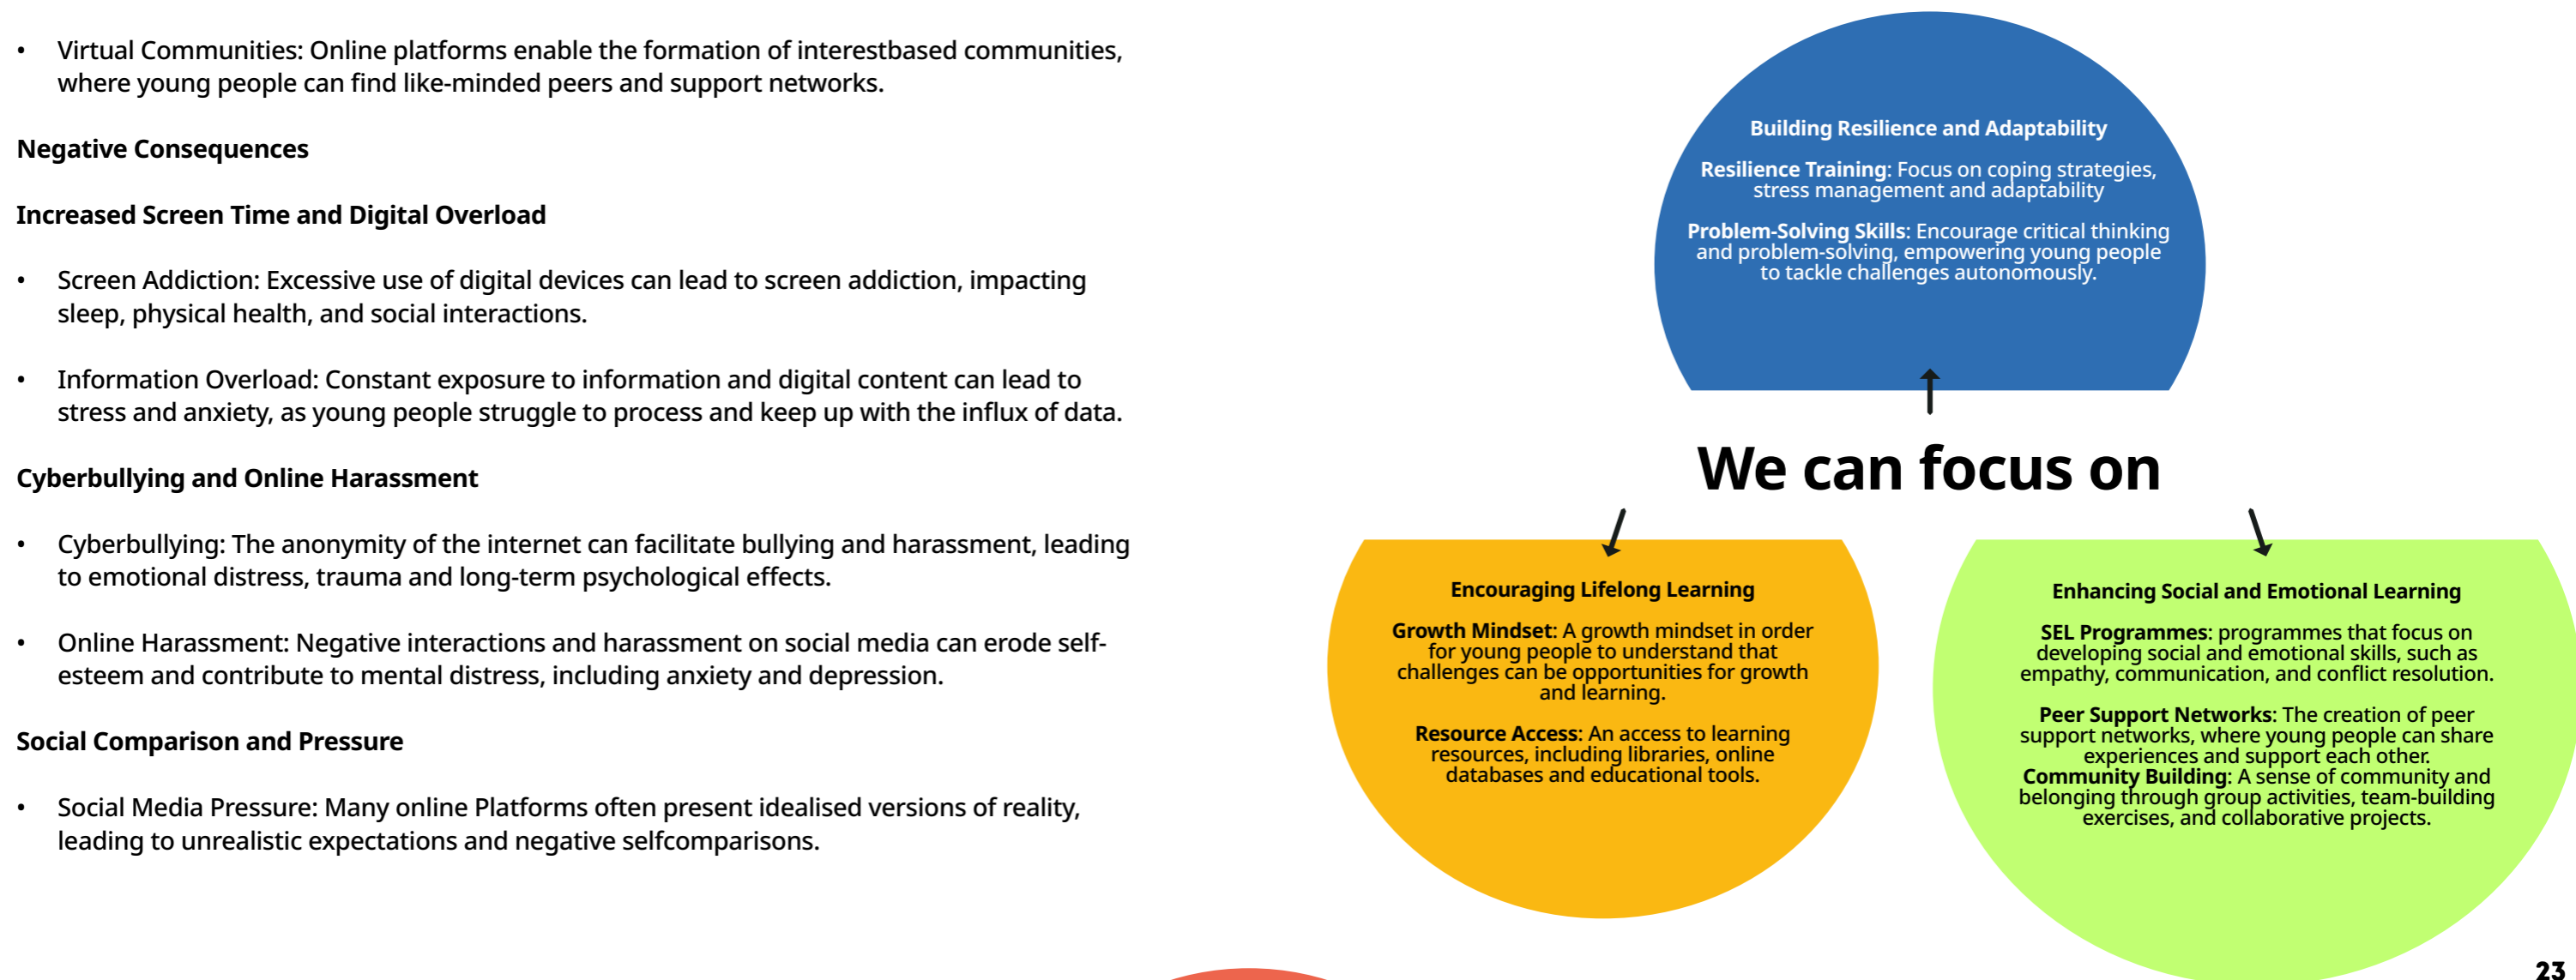 • Virtual Communities: Online platforms enable the formation of interestbased communities,
where young people can find like-minded peers and support networks.
Negative Consequences
Increased Screen Time and Digital Overload
• Screen Addiction: Excessive use of digital devices can lead to screen addiction, impacting
sleep, physical health, and social interactions.
• Information Overload: Constant exposure to information and digital content can lead to
stress and anxiety, as young people struggle to process and keep up with the influx of data.
Cyberbullying and Online Harassment
• Cyberbullying: The anonymity of the internet can facilitate bullying and harassment, leading
to emotional distress, trauma and long-term psychological effects.
• Online Harassment: Negative interactions and harassment on social media can erode self-
esteem and contribute to mental distress, including anxiety and depression.
Social Comparison and Pressure
• Social Media Pressure: Many online Platforms often present idealised versions of reality,
leading to unrealistic expectations and negative selfcomparisons.
Building Resilience and Adaptability
Resilience Training: Focus on coping strategies,
stress management and adaptability
Problem-Solving Skills: Encourage critical thinking
and problem-solving, empowering young people
to tackle challenges autonomously.
We can focus on
Encouraging Lifelong Learning
Growth Mindset: A growth mindset in order
for young people to understand that
challenges can be opportunities for growth
and learning.
Resource Access: An access to learning
resources, including libraries, online
databases and educational tools.
Enhancing Social and Emotional Learning
SEL Programmes: programmes that focus on
developing social and emotional skills, such as
empathy, communication, and conflict resolution.
Peer Support Networks: The creation of peer
support networks, where young people can share
experiences and support each other.
Community Building: A sense of community and
belonging through group activities, team-building
exercises, and collaborative projects.
23